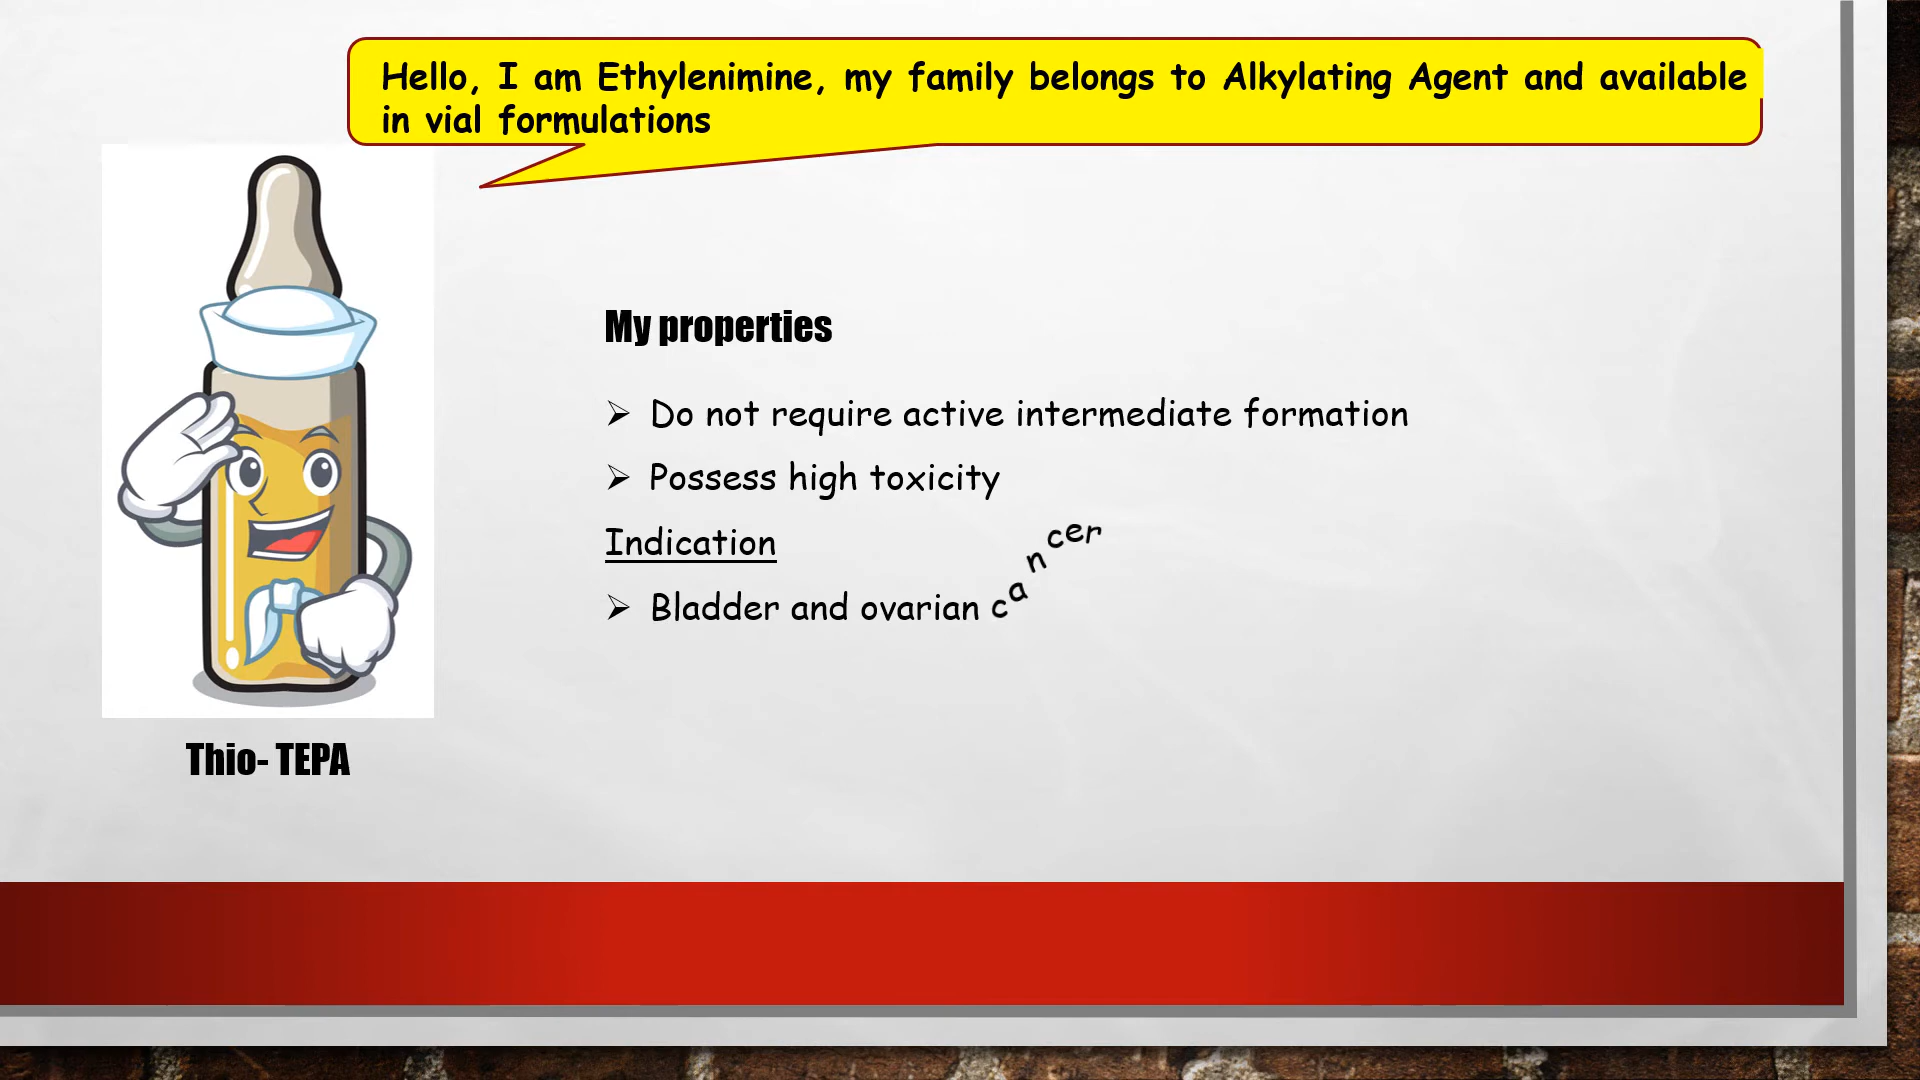 Hello, I am Ethylenimine, my family belongs to Alkylating Agent and available
in vial formulations
My properties
➢ Do not require active intermediate formation
➢ Possess high toxicity
Indication
➢ Bladder and ovarian cancer
Thio- TEPA